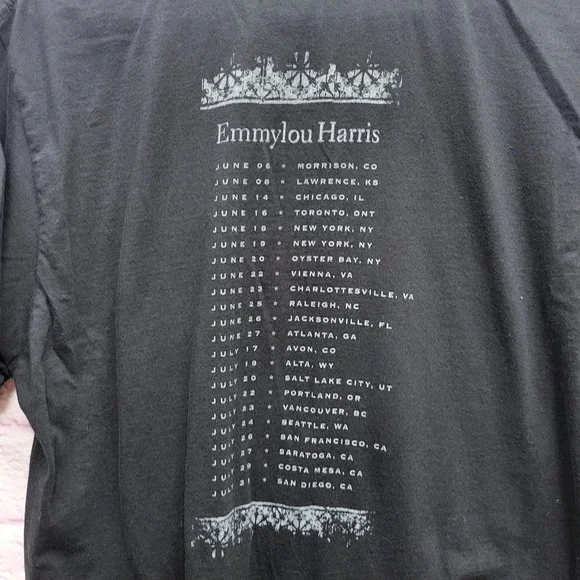 Emmylou Harris
JUNE 06 * MORRISON, CO
JUNE 08 * LAWRENCE, KS
JUNE 14 * CHICAGO, IL
JUNE 16 * TORONTO, ONT
JUNE 18 * NEW YORK, NY
JUNE 19 * NEW YORK, NY
JUNE 20 * OYSTER BAY, NY
JUNE 22 * VIENNA, VA
JUNE 23 * CHARLOTTESVILLE, VA
JUNE 25 * RALEIGH, NC
JUNE 26 * JACKSONVILLE, FL
JUNE 27 * ATLANTA, GA
JULY 17 * AVON, CO
JULY 19 * ALTA, WY
JULY 20 * SALT LAKE CITY, UT
JULY 22 * PORTLAND, OR
JULY 23 * VANCOUVER, BC
JULY 24 * SEATTLE, WA
JULY 26 * SAN FRANCISCO, CA
JULY 27 * SARATOGA, CA
JULY 29 * COSTA MESA, CA
JULY 31 * SAN DIEGO, CA